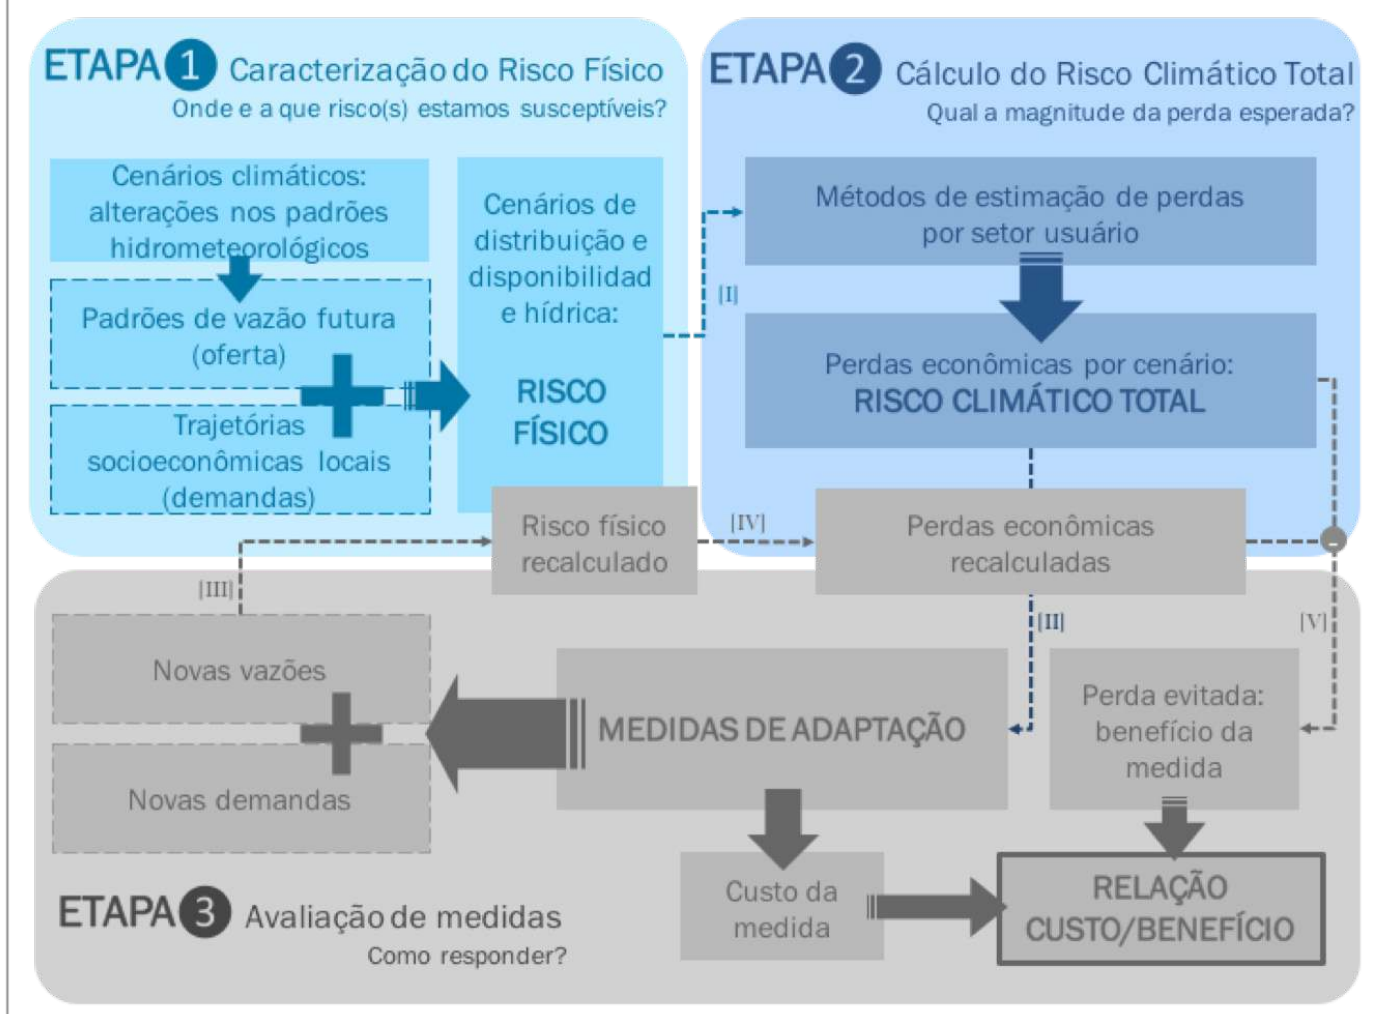 ETAPA 1 Caracterização do Risco Físico
Onde e a que risco(s) estamos susceptíveis?
Cenários climáticos:
alterações nos padrões
hidrometeorológicos
Padrões de vazão futura
(oferta)
Trajetórias
socioeconômicas locais
(demandas)
Cenários de
distribuição e
disponibilidad
e hídrica:
RISCO
FÍSICO
ETAPA 2 Cálculo do Risco Climático Total
Qual a magnitude da perda esperada?
[I]
Métodos de estimação de perdas
por setor usuário
Perdas econômicas por cenário:
RISCO CLIMÁTICO TOTAL
Risco físico
recalculado
[IV]
Perdas econômicas
recalculadas
-
[III]
[II]
[V]
Novas vazões
Novas demandas
MEDIDAS DE ADAPTAÇÃO
Perda evitada:
benefício da
medida
Custo da
medida
RELAÇÃO
CUSTO/BENEFÍCIO
ETAPA 3 Avaliação de medidas
Como responder?